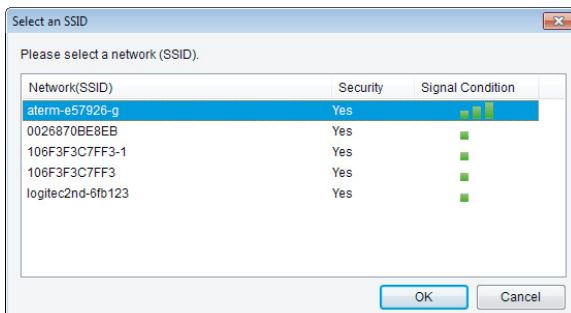 Select an SSID
Please select a network (SSID).
Network(SSID) Security Signal Condition
aterm-e57926-g Yes
0026870BE8EB Yes
106F3F3C7FF3-1 Yes
106F3F3C7FF3 Yes
logitec2nd-6fb123 Yes
OK Cancel